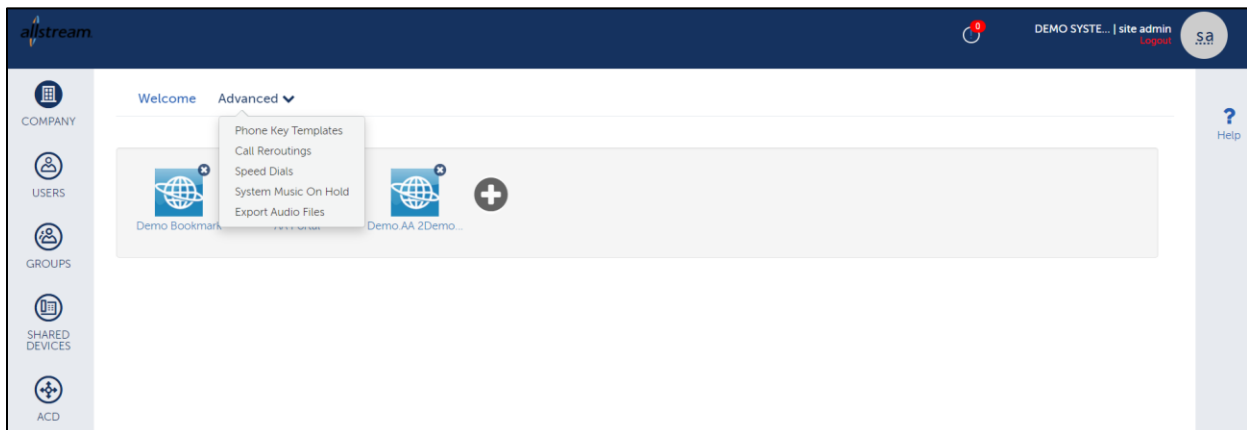 allstream.
0
DEMO SYSTE... | site admin
Logout
sa
COMPANY
USERS
GROUPS
SHARED
DEVICES
ACD
Welcome Advanced
Phone Key Templates
Call Reroutings
Speed Dials
System Music On Hold
Export Audio Files
Demo Bookmark
Demo.AA 2Demo...
?
Help